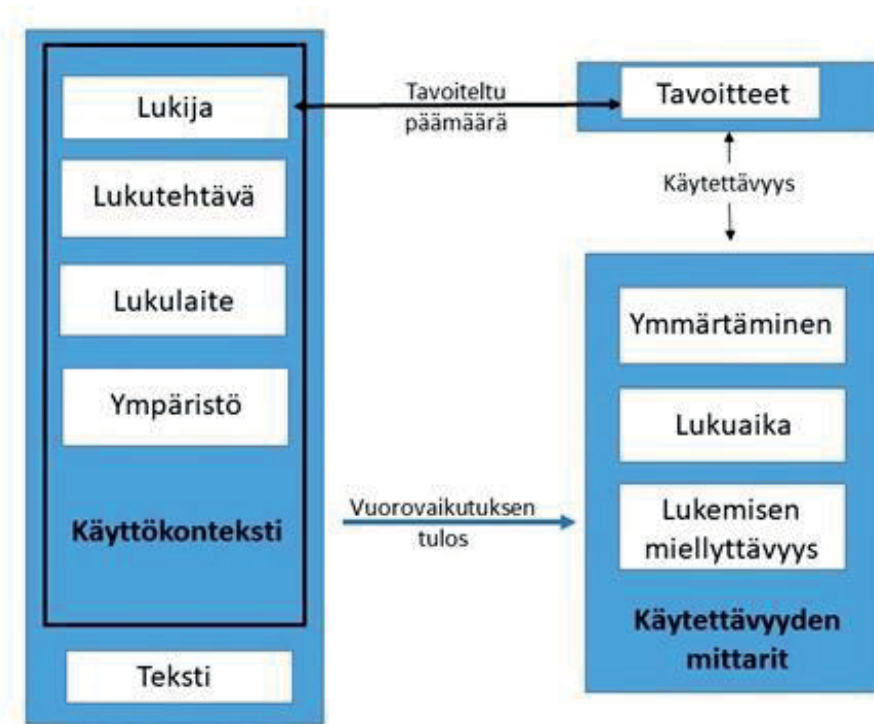 Lukija
Lukutehtävä
Lukulaite
Ympäristö
Käyttökonteksti
Teksti
Tavoiteltu
päämäärä
Vuorovaikutuksen
tulos
Tavoitteet
Käytettävyys
Ymmärtäminen
Lukuaika
Lukemisen
miellyttävyys
Käytettävyyden
mittarit